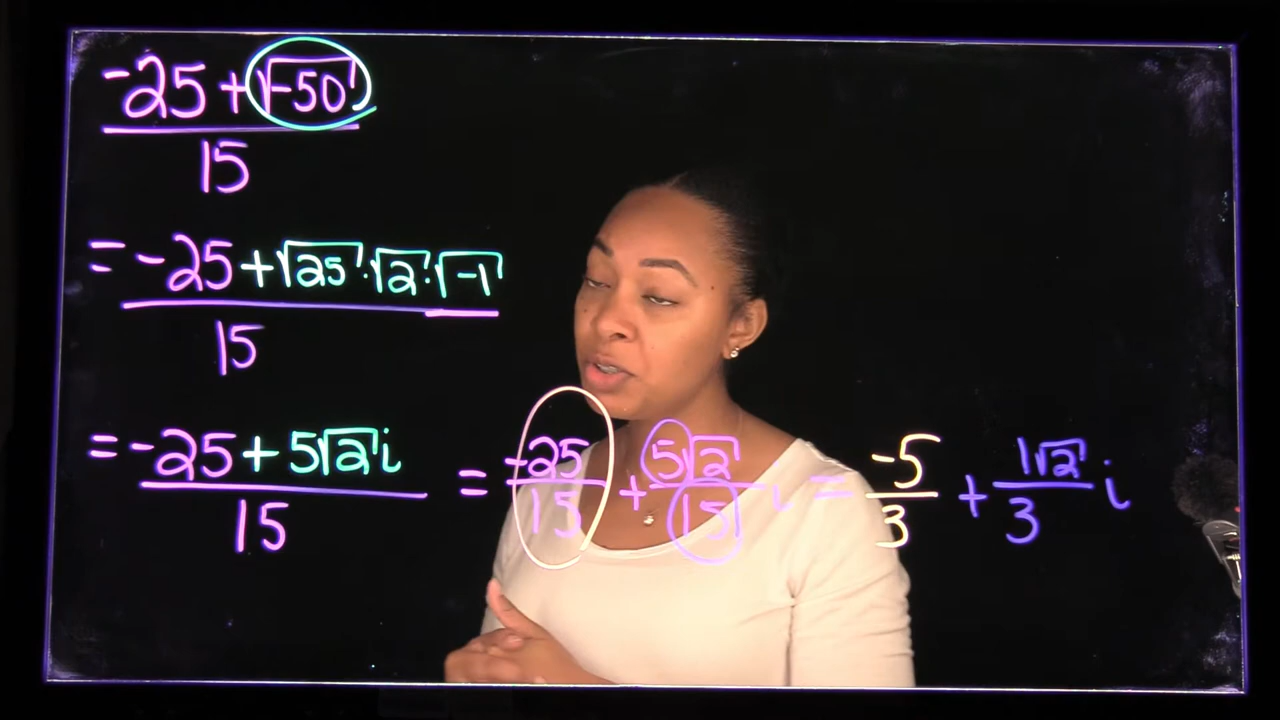 -25 + √-50
15
= -25 + √25 · √2 · √-1
15
= -25 + 5√2 i
15
= -25/15 + 5√2/15 i = -5/3 + 1√2/3 i